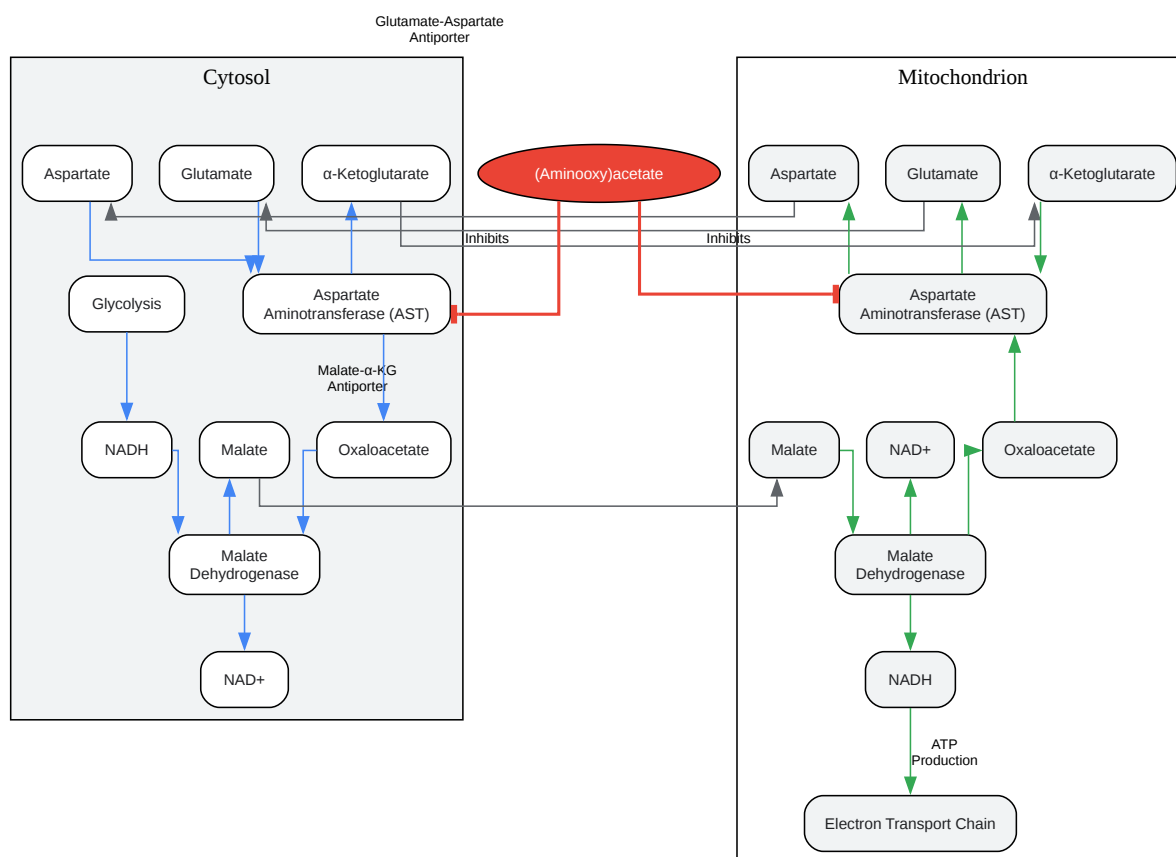 Glutamate-Aspartate
Antiporter
Cytosol
Mitochondrion
Aspartate
Glutamate
α-Ketoglutarate
(Aminooxy)acetate
Aspartate
Glutamate
α-Ketoglutarate
Inhibits
Inhibits
Glycolysis
Aspartate
Aminotransferase (AST)
Aspartate
Aminotransferase (AST)
Malate-α-KG
Antiporter
NADH
Malate
Oxaloacetate
Malate
NAD+
Oxaloacetate
Malate
Dehydrogenase
Malate
Dehydrogenase
NAD+
NADH
ATP
Production
Electron Transport Chain